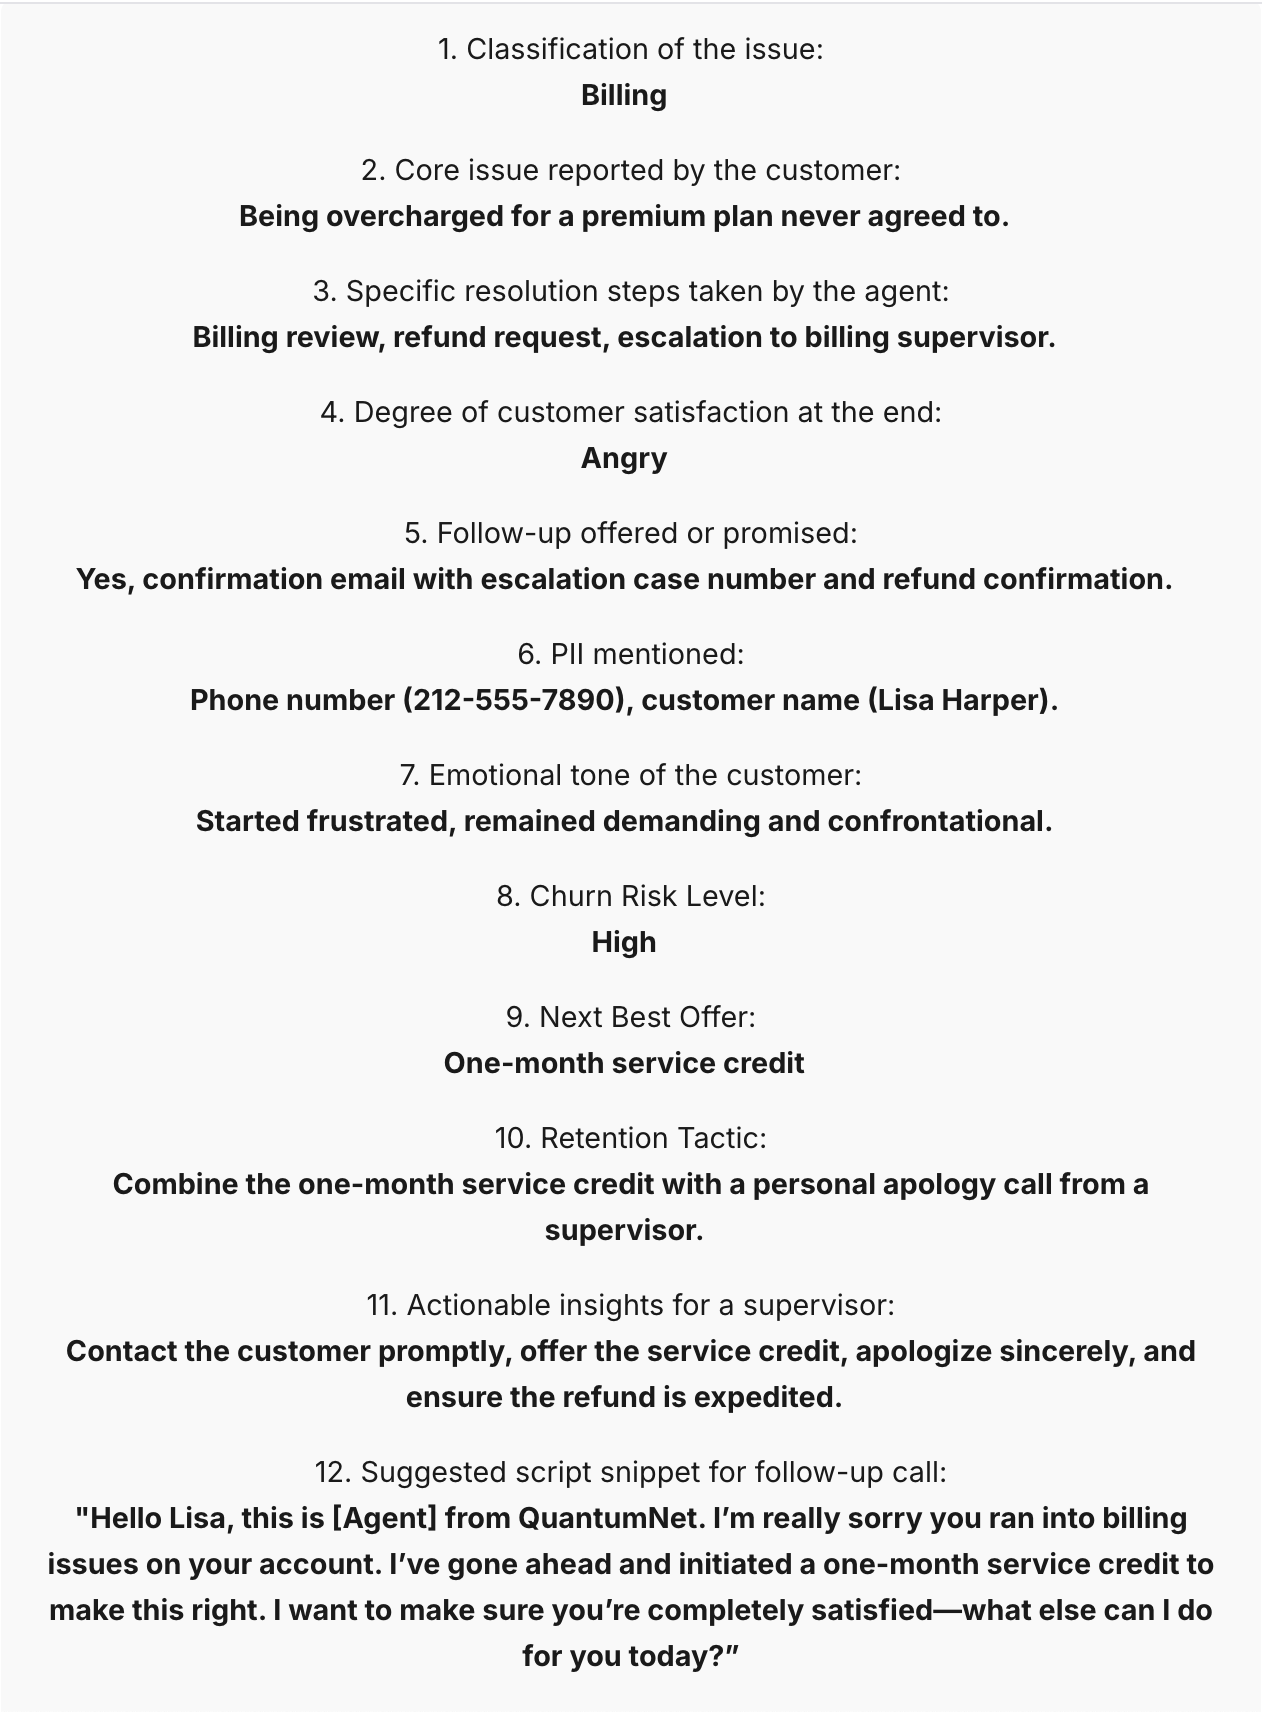 1. Classification of the issue:
Billing
2. Core issue reported by the customer:
Being overcharged for a premium plan never agreed to.
3. Specific resolution steps taken by the agent:
Billing review, refund request, escalation to billing supervisor.
4. Degree of customer satisfaction at the end:
Angry
5. Follow-up offered or promised:
Yes, confirmation email with escalation case number and refund confirmation.
6. PII mentioned:
Phone number (212-555-7890), customer name (Lisa Harper).
7. Emotional tone of the customer:
Started frustrated, remained demanding and confrontational.
8. Churn Risk Level:
High
9. Next Best Offer:
One-month service credit
10. Retention Tactic:
Combine the one-month service credit with a personal apology call from a
supervisor.
11. Actionable insights for a supervisor:
Contact the customer promptly, offer the service credit, apologize sincerely, and
ensure the refund is expedited.
12. Suggested script snippet for follow-up call:
"Hello Lisa, this is [Agent] from QuantumNet. I’m really sorry you ran into billing
issues on your account. I’ve gone ahead and initiated a one-month service credit to
make this right. I want to make sure you’re completely satisfied—what else can I do
for you today?”